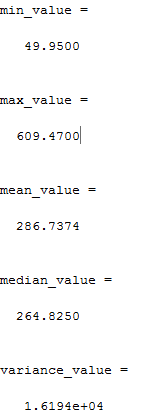 min_value =
49.9500
max_value =
609.4700
mean_value =
286.7374
median_value =
264.8250
variance_value =
1.6194e+04